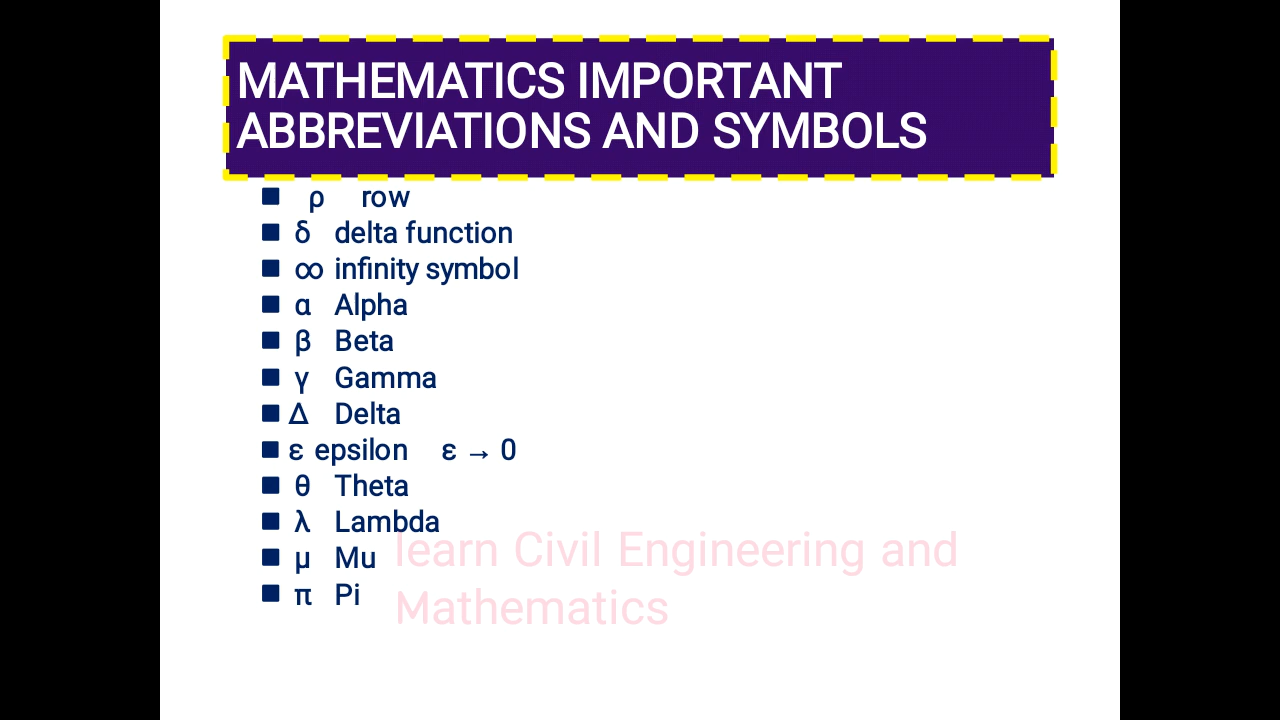 MATHEMATICS IMPORTANT
ABBREVIATIONS AND SYMBOLS
■ ρ row
■ δ delta function
■ ∞ infinity symbol
■ α Alpha
■ β Beta
■ γ Gamma
■ Δ Delta
■ ε epsilon ε → 0
■ θ Theta
■ λ Lambda
■ μ Mu
■ π Pi
learn Civil Engineering and
Mathematics